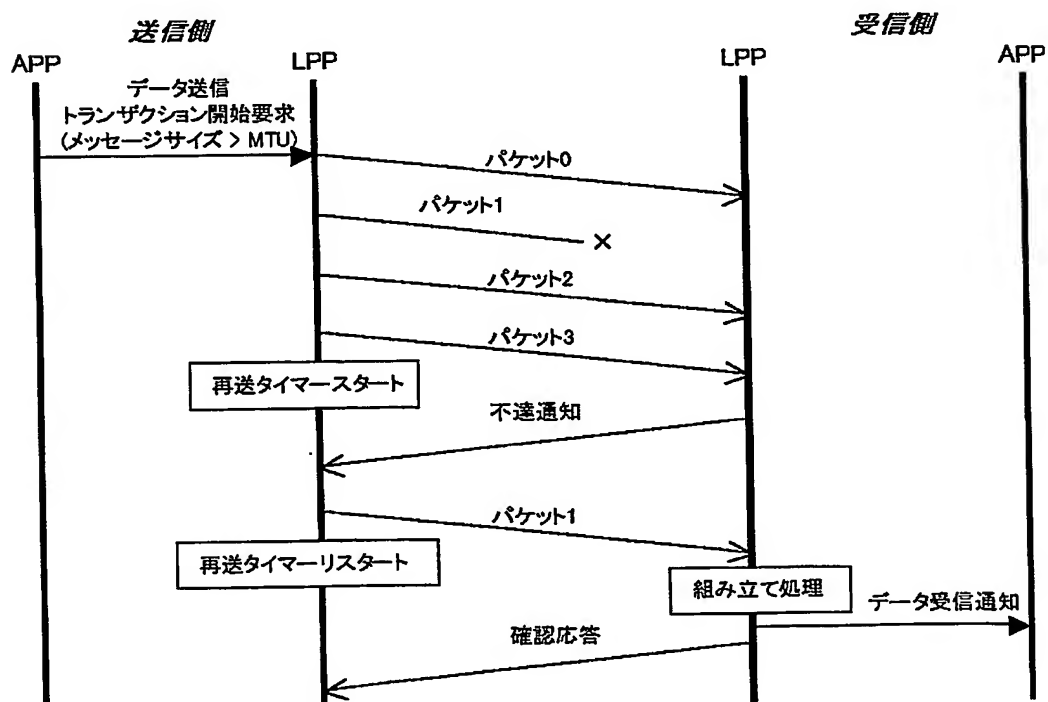 送信側
受信側
APP
LPP
LPP
APP
データ送信
トランザクション開始要求
(メッセージサイズ > MTU)
パケット0
パケット1
×
パケット2
パケット3
再送タイマースタート
不達通知
パケット1
再送タイマーリスタート
組み立て処理
データ受信通知
確認応答